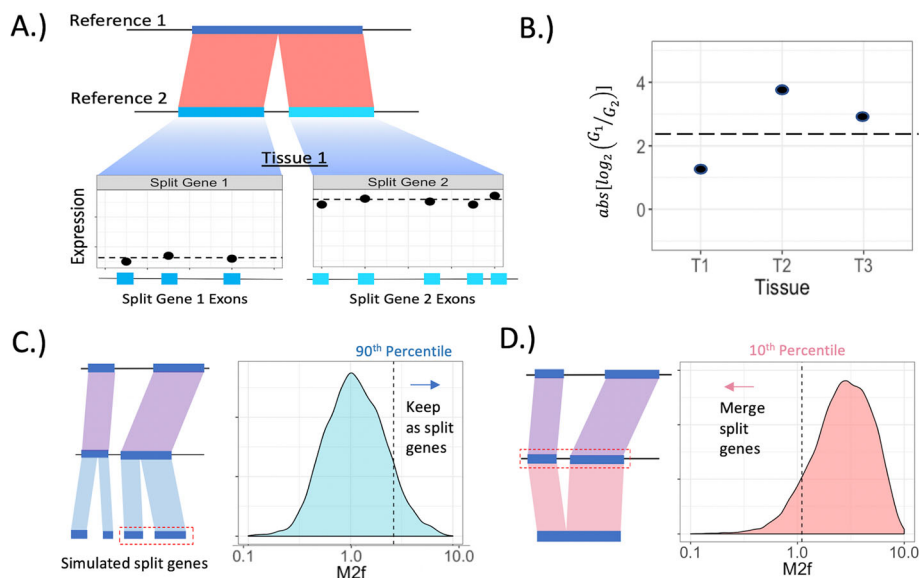 A.)
Reference 1
Reference 2
Tissue 1
Split Gene 1
Split Gene 2
Expression
Split Gene 1 Exons
Split Gene 2 Exons
B.)
abs[log₂(G₁/G₂)]
4
2
0
T1
T2
T3
Tissue
C.)
90th Percentile
Keep
as split
genes
Simulated split genes
0.1
1.0
10.0
M2f
D.)
10th Percentile
Merge
split
genes
0.1
1.0
10.0
M2f